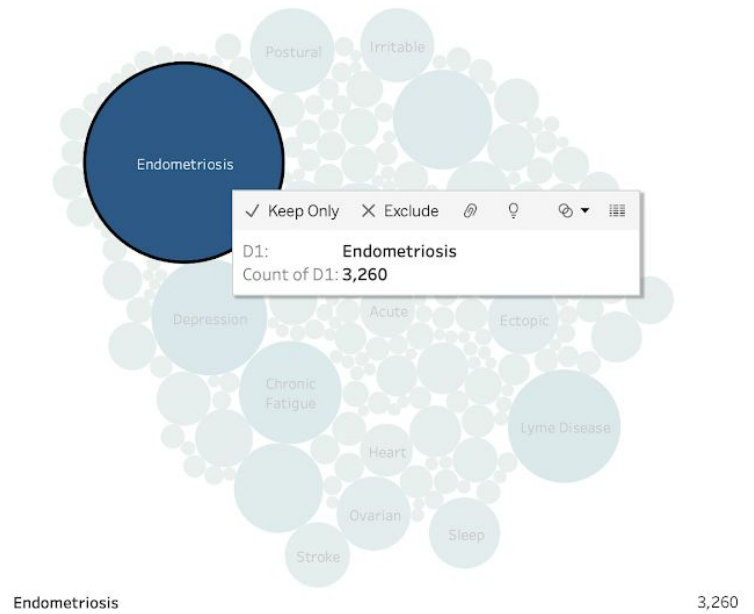 Postural
Irritable
Endometriosis
Keep Only
Exclude
D1: Endometriosis
Count of D1: 3,260
Depression
Acute
Ectopic
Chronic
Fatigue
Lyme Disease
Heart
Ovarian
Sleep
Stroke
Endometriosis 3,260